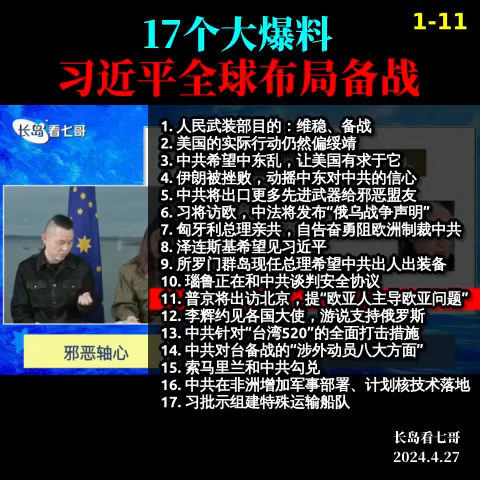 1-11
17个大爆料
习近平全球布局备战
长岛看七哥
1. 人民武装部目的：维稳、备战
2. 美国的实际行动仍然偏绥靖
3. 中共希望中东乱，让美国有求于它
4. 伊朗被挫败，动摇中东对中共的信心
5. 中共将出口更多先进武器给邪恶盟友
6. 习将访欧，中法将发布“俄乌战争声明”
7. 匈牙利总理亲共，自告奋勇阻欧洲制裁中共
8. 泽连斯基希望见习近平
9. 所罗门群岛现任总理希望中共出人出装备
10. 瑙鲁正在和中共谈判安全协议
11. 普京将出访北京，提“欧亚人主导欧亚问题”
12. 李辉约见各国大使，游说支持俄罗斯
13. 中共针对“台湾520”的全面打击措施
14. 中共对台备战的“涉外动员八大方面”
15. 索马里兰和中共勾兑
16. 中共在非洲增加军事部署、计划核技术落地
17. 习批示组建特殊运输船队
邪恶轴心
长岛看七哥
2024.4.27